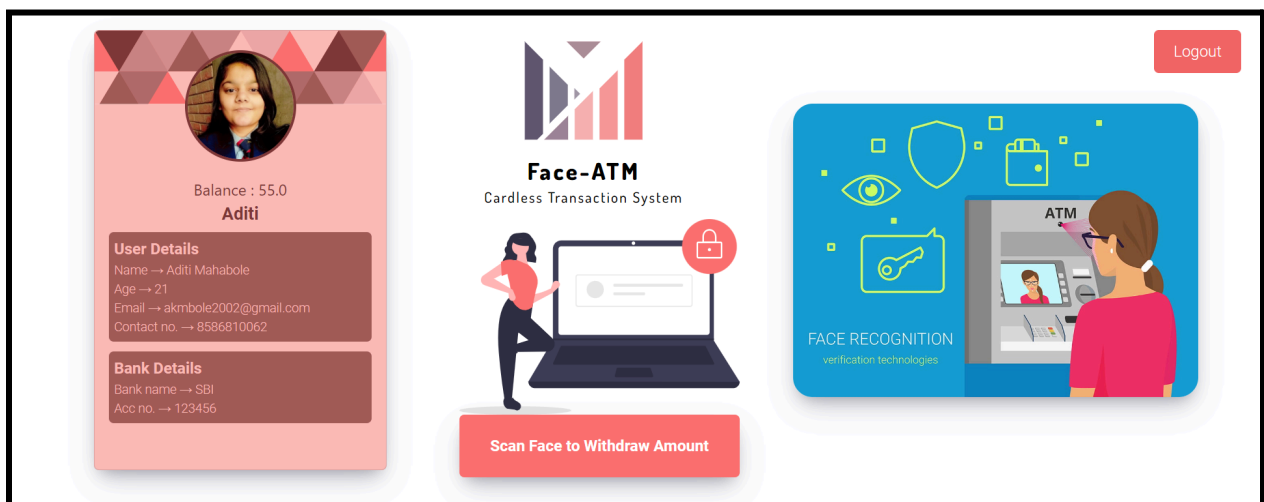 Balance : 55.0
Aditi
User Details
Name → Aditi Mahabole
Age → 21
Email → akmbole2002@gmail.com
Contact no. → 8586810062
Bank Details
Bank name → SBI
Acc no. → 123456
Face-ATM
Cardless Transaction System
Scan Face to Withdraw Amount
Logout
ATM
FACE RECOGNITION
verification technologies